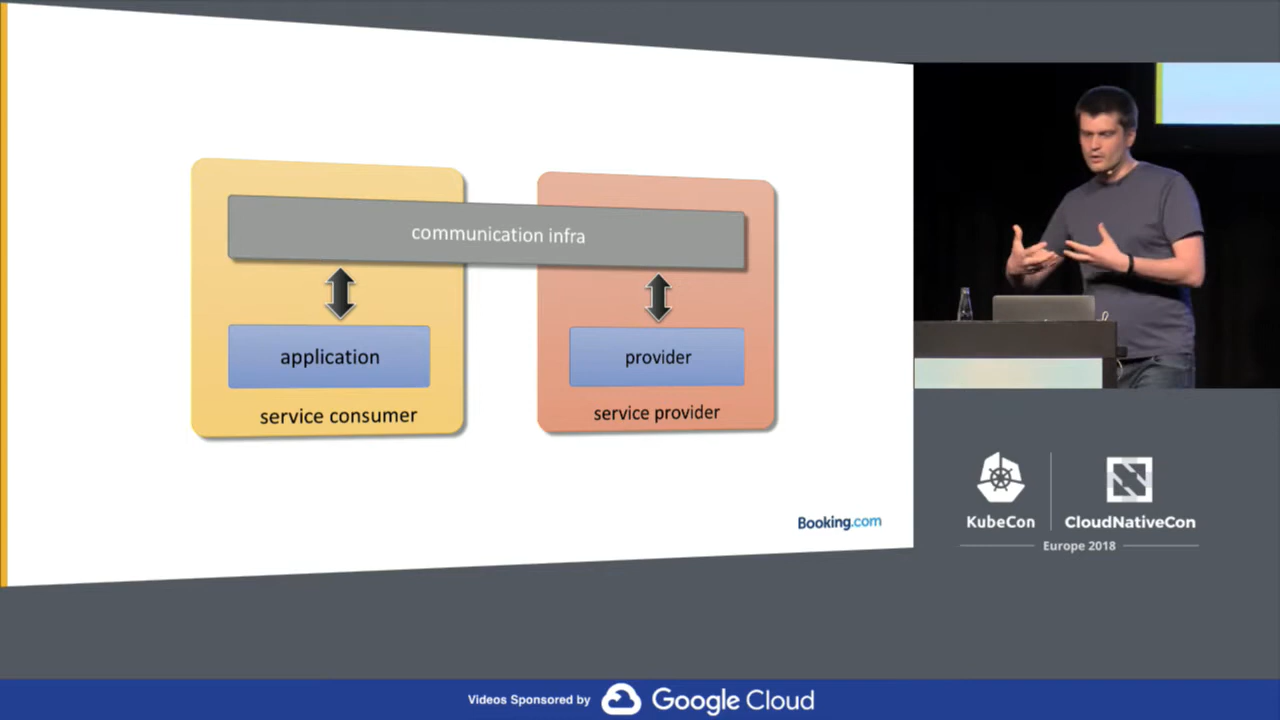 communication infra
application
provider
service consumer
service provider
Booking.com
KubeCon
CloudNativeCon
Europe 2018
Videos Sponsored by Google Cloud